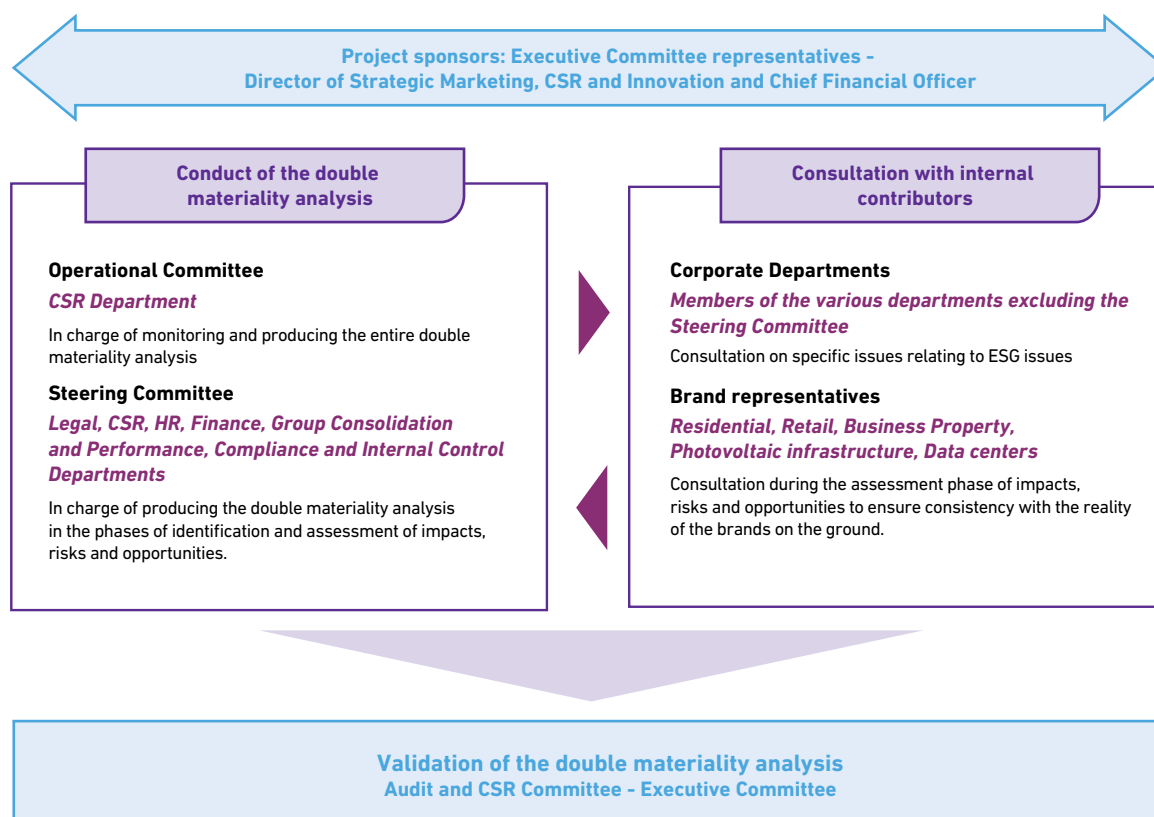 Project sponsors: Executive Committee representatives -
Director of Strategic Marketing, CSR and Innovation and Chief Financial Officer
Conduct of the double
materiality analysis
Operational Committee
CSR Department
In charge of monitoring and producing the entire double
materiality analysis
Steering Committee
Legal, CSR, HR, Finance, Group Consolidation
and Performance, Compliance and Internal Control
Departments
In charge of producing the double materiality analysis
in the phases of identification and assessment of impacts,
risks and opportunities.
Consultation with internal
contributors
Corporate Departments
Members of the various departments excluding the
Steering Committee
Consultation on specific issues relating to ESG issues
Brand representatives
Residential, Retail, Business Property,
Photovoltaic infrastructure, Data centers
Consultation during the assessment phase of impacts,
risks and opportunities to ensure consistency with the reality
of the brands on the ground.
Validation of the double materiality analysis
Audit and CSR Committee - Executive Committee